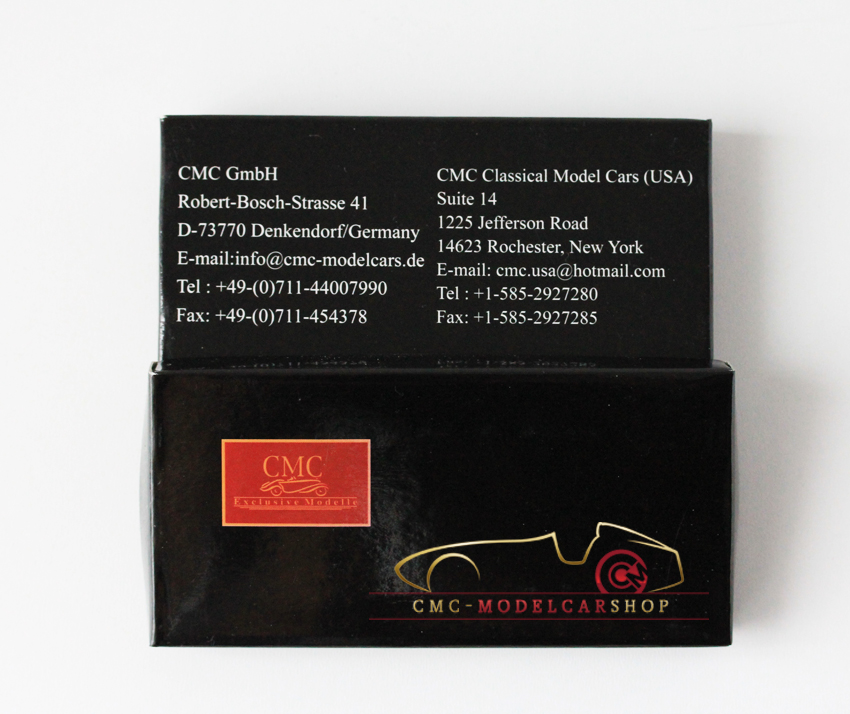 CMC GmbH
Robert-Bosch-Strasse 41
D-73770 Denkendorf/Germany
E-mail:info@cmc-modelcars.de
Tel : +49-(0)711-44007990
Fax: +49-(0)711-454378
CMC Classical Model Cars (USA)
Suite 14
1225 Jefferson Road
14623 Rochester, New York
E-mail: cmc.usa@hotmail.com
Tel : +1-585-2927280
Fax: +1-585-2927285
CMC
Exclusive Modelle
CMC-MODELCARSHOP